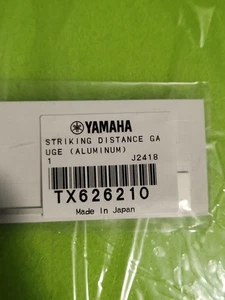 YAMAHA
STRIKING DISTANCE GA
UGE (ALUMINUM)
1 J2418
TX626210
Made in Japan